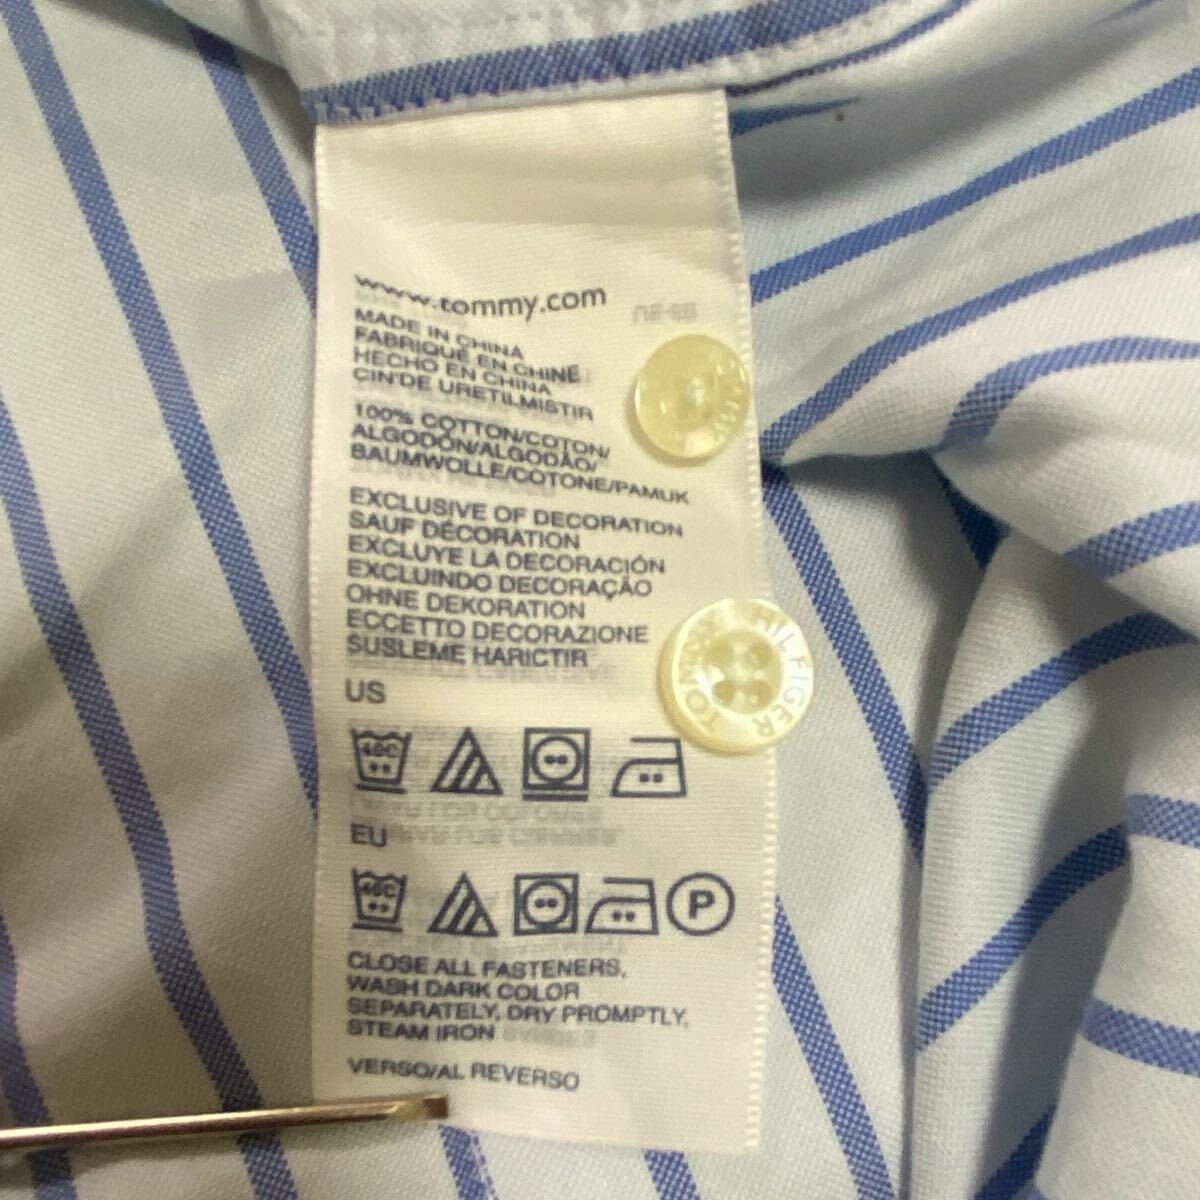 www.tommy.com
MADE IN CHINA
FABRIQUÉ EN CHINE
HECHO EN CHINA
CIN'DE URETILMISTIR
100% COTTON/COTON/
ALGODÓN/ALGODÃO/
BAUMWOLLE/COTONE/PAMUK
EXCLUSIVE OF DECORATION
SAUF DÉCORATION
EXCLUYE LA DECORACIÓN
EXCLUINDO DECORAÇÃO
OHNE DEKORATION
ECCETTO DECORAZIONE
SUSLEME HARICTIR
TOMMY HILFIGER
US
40C
EU
40C
P
CLOSE ALL FASTENERS,
WASH DARK COLOR
SEPARATELY, DRY PROMPTLY,
STEAM IRON
VERSO/AL REVERSO